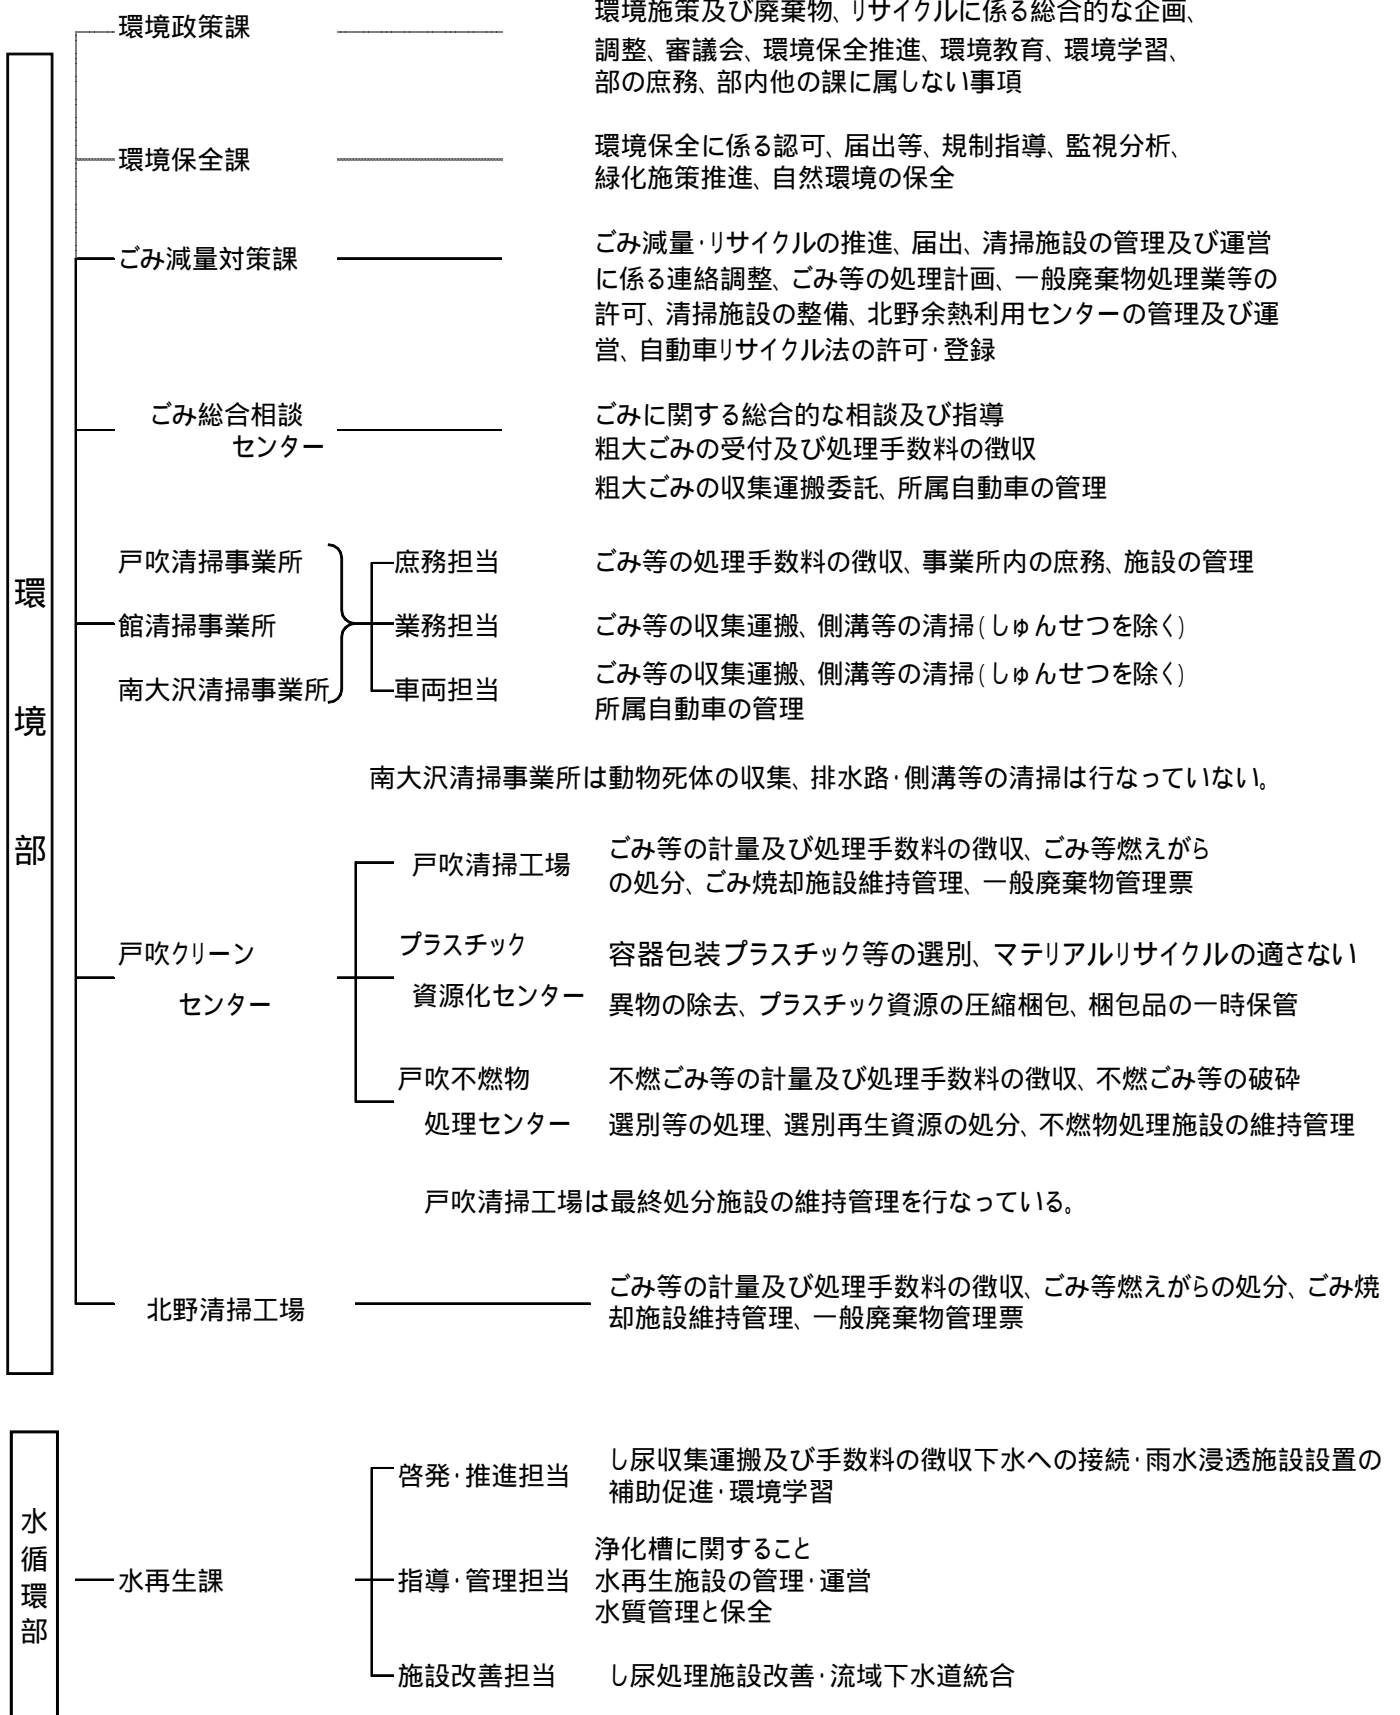 環境部
環境政策課
環境施策及び廃棄物、リサイクルに係る総合的な企画、
調整、審議会、環境保全推進、環境教育、環境学習、
部の庶務、部内他の課に属しない事項
環境保全課
環境保全に係る認可、届出等、規制指導、監視分析、
緑化施策推進、自然環境の保全
ごみ減量対策課
ごみ減量・リサイクルの推進、届出、清掃施設の管理及び運営
に係る連絡調整、ごみ等の処理計画、一般廃棄物処理業等の
許可、清掃施設の整備、北野余熱利用センターの管理及び運
営、自動車リサイクル法の許可・登録
ごみ総合相談
センター
ごみに関する総合的な相談及び指導
粗大ごみの受付及び処理手数料の徴収
粗大ごみの収集運搬委託、所属自動車の管理
戸吹清掃事業所
館清掃事業所
南大沢清掃事業所
庶務担当
ごみ等の処理手数料の徴収、事業所内の庶務、施設の管理
業務担当
ごみ等の収集運搬、側溝等の清掃(しゅんせつを除く)
車両担当
ごみ等の収集運搬、側溝等の清掃(しゅんせつを除く)
所属自動車の管理
南大沢清掃事業所は動物死体の収集、排水路・側溝等の清掃は行なっていない。
戸吹クリーン
センター
戸吹清掃工場
ごみ等の計量及び処理手数料の徴収、ごみ等燃えがら
の処分、ごみ焼却施設維持管理、一般廃棄物管理票
プラスチック
資源化センター
容器包装プラスチック等の選別、マテリアルリサイクルの適さない
異物の除去、プラスチック資源の圧縮梱包、梱包品の一時保管
戸吹不燃物
処理センター
不燃ごみ等の計量及び処理手数料の徴収、不燃ごみ等の破砕
選別等の処理、選別再生資源の処分、不燃物処理施設の維持管理
戸吹清掃工場は最終処分施設の維持管理を行なっている。
北野清掃工場
ごみ等の計量及び処理手数料の徴収、ごみ等燃えがらの処分、ごみ焼
却施設維持管理、一般廃棄物管理票
水循環部
水再生課
啓発・推進担当
し尿収集運搬及び手数料の徴収下水への接続・雨水浸透施設設置の
補助促進・環境学習
指導・管理担当
浄化槽に関すること
水再生施設の管理・運営
水質管理と保全
施設改善担当
し尿処理施設改善・流域下水道統合